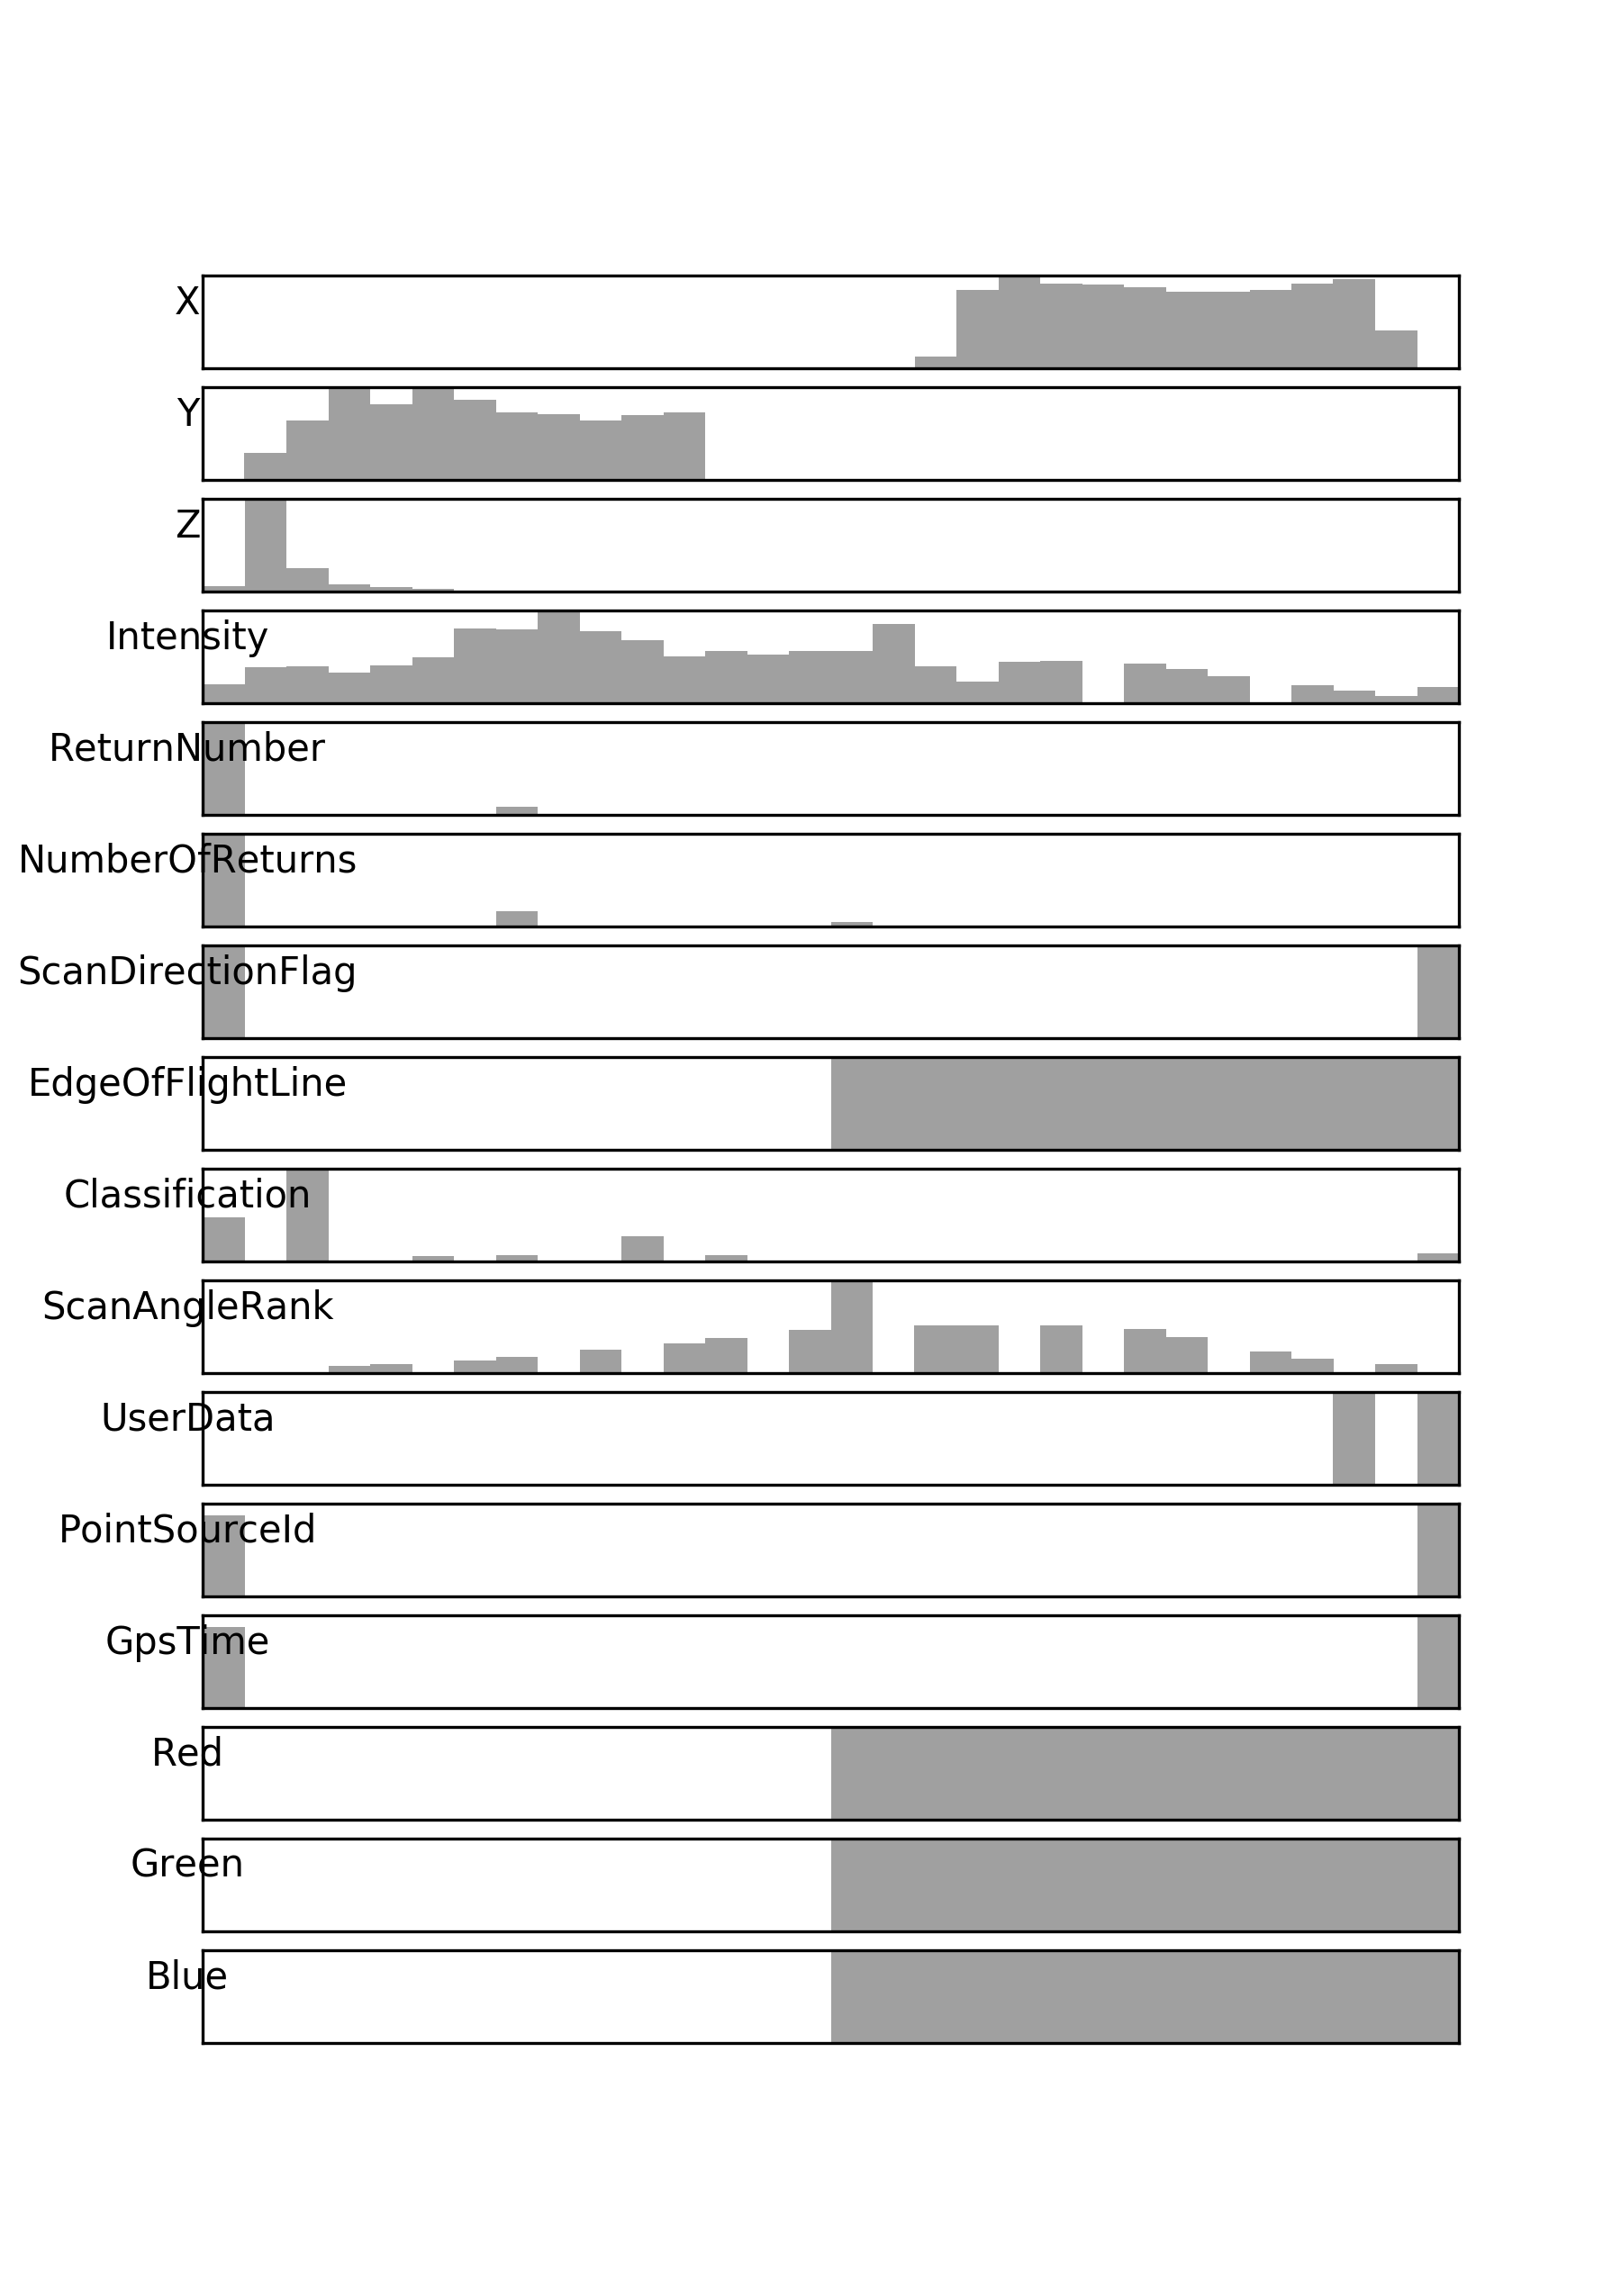 X
Y
Z
Intensity
ReturnNumber
NumberOfReturns
ScanDirectionFlag
EdgeOfFlightLine
Classification
ScanAngleRank
UserData
PointSourceId
GpsTime
Red
Green
Blue